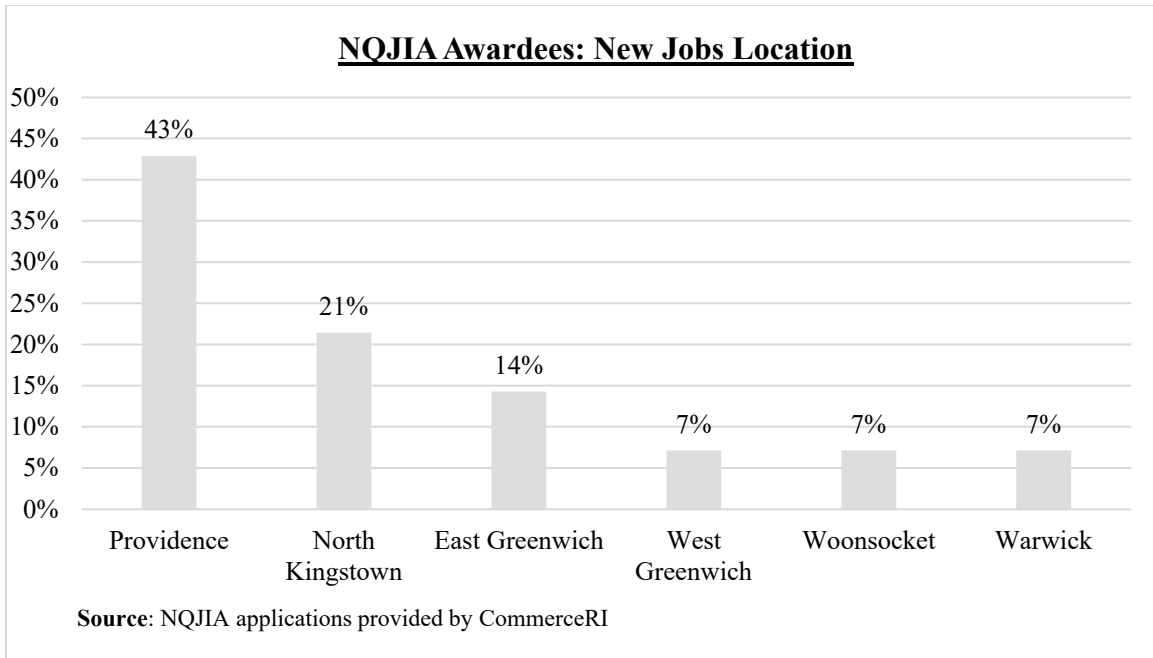 NQJIA Awardees: New Jobs Location
50%
45%
40%
35%
30%
25%
20%
15%
10%
5%
0%
43%
21%
14%
7%
7%
7%
Providence
North
Kingstown
East Greenwich
West
Greenwich
Woonsocket
Warwick
Source: NQJIA applications provided by CommerceRI